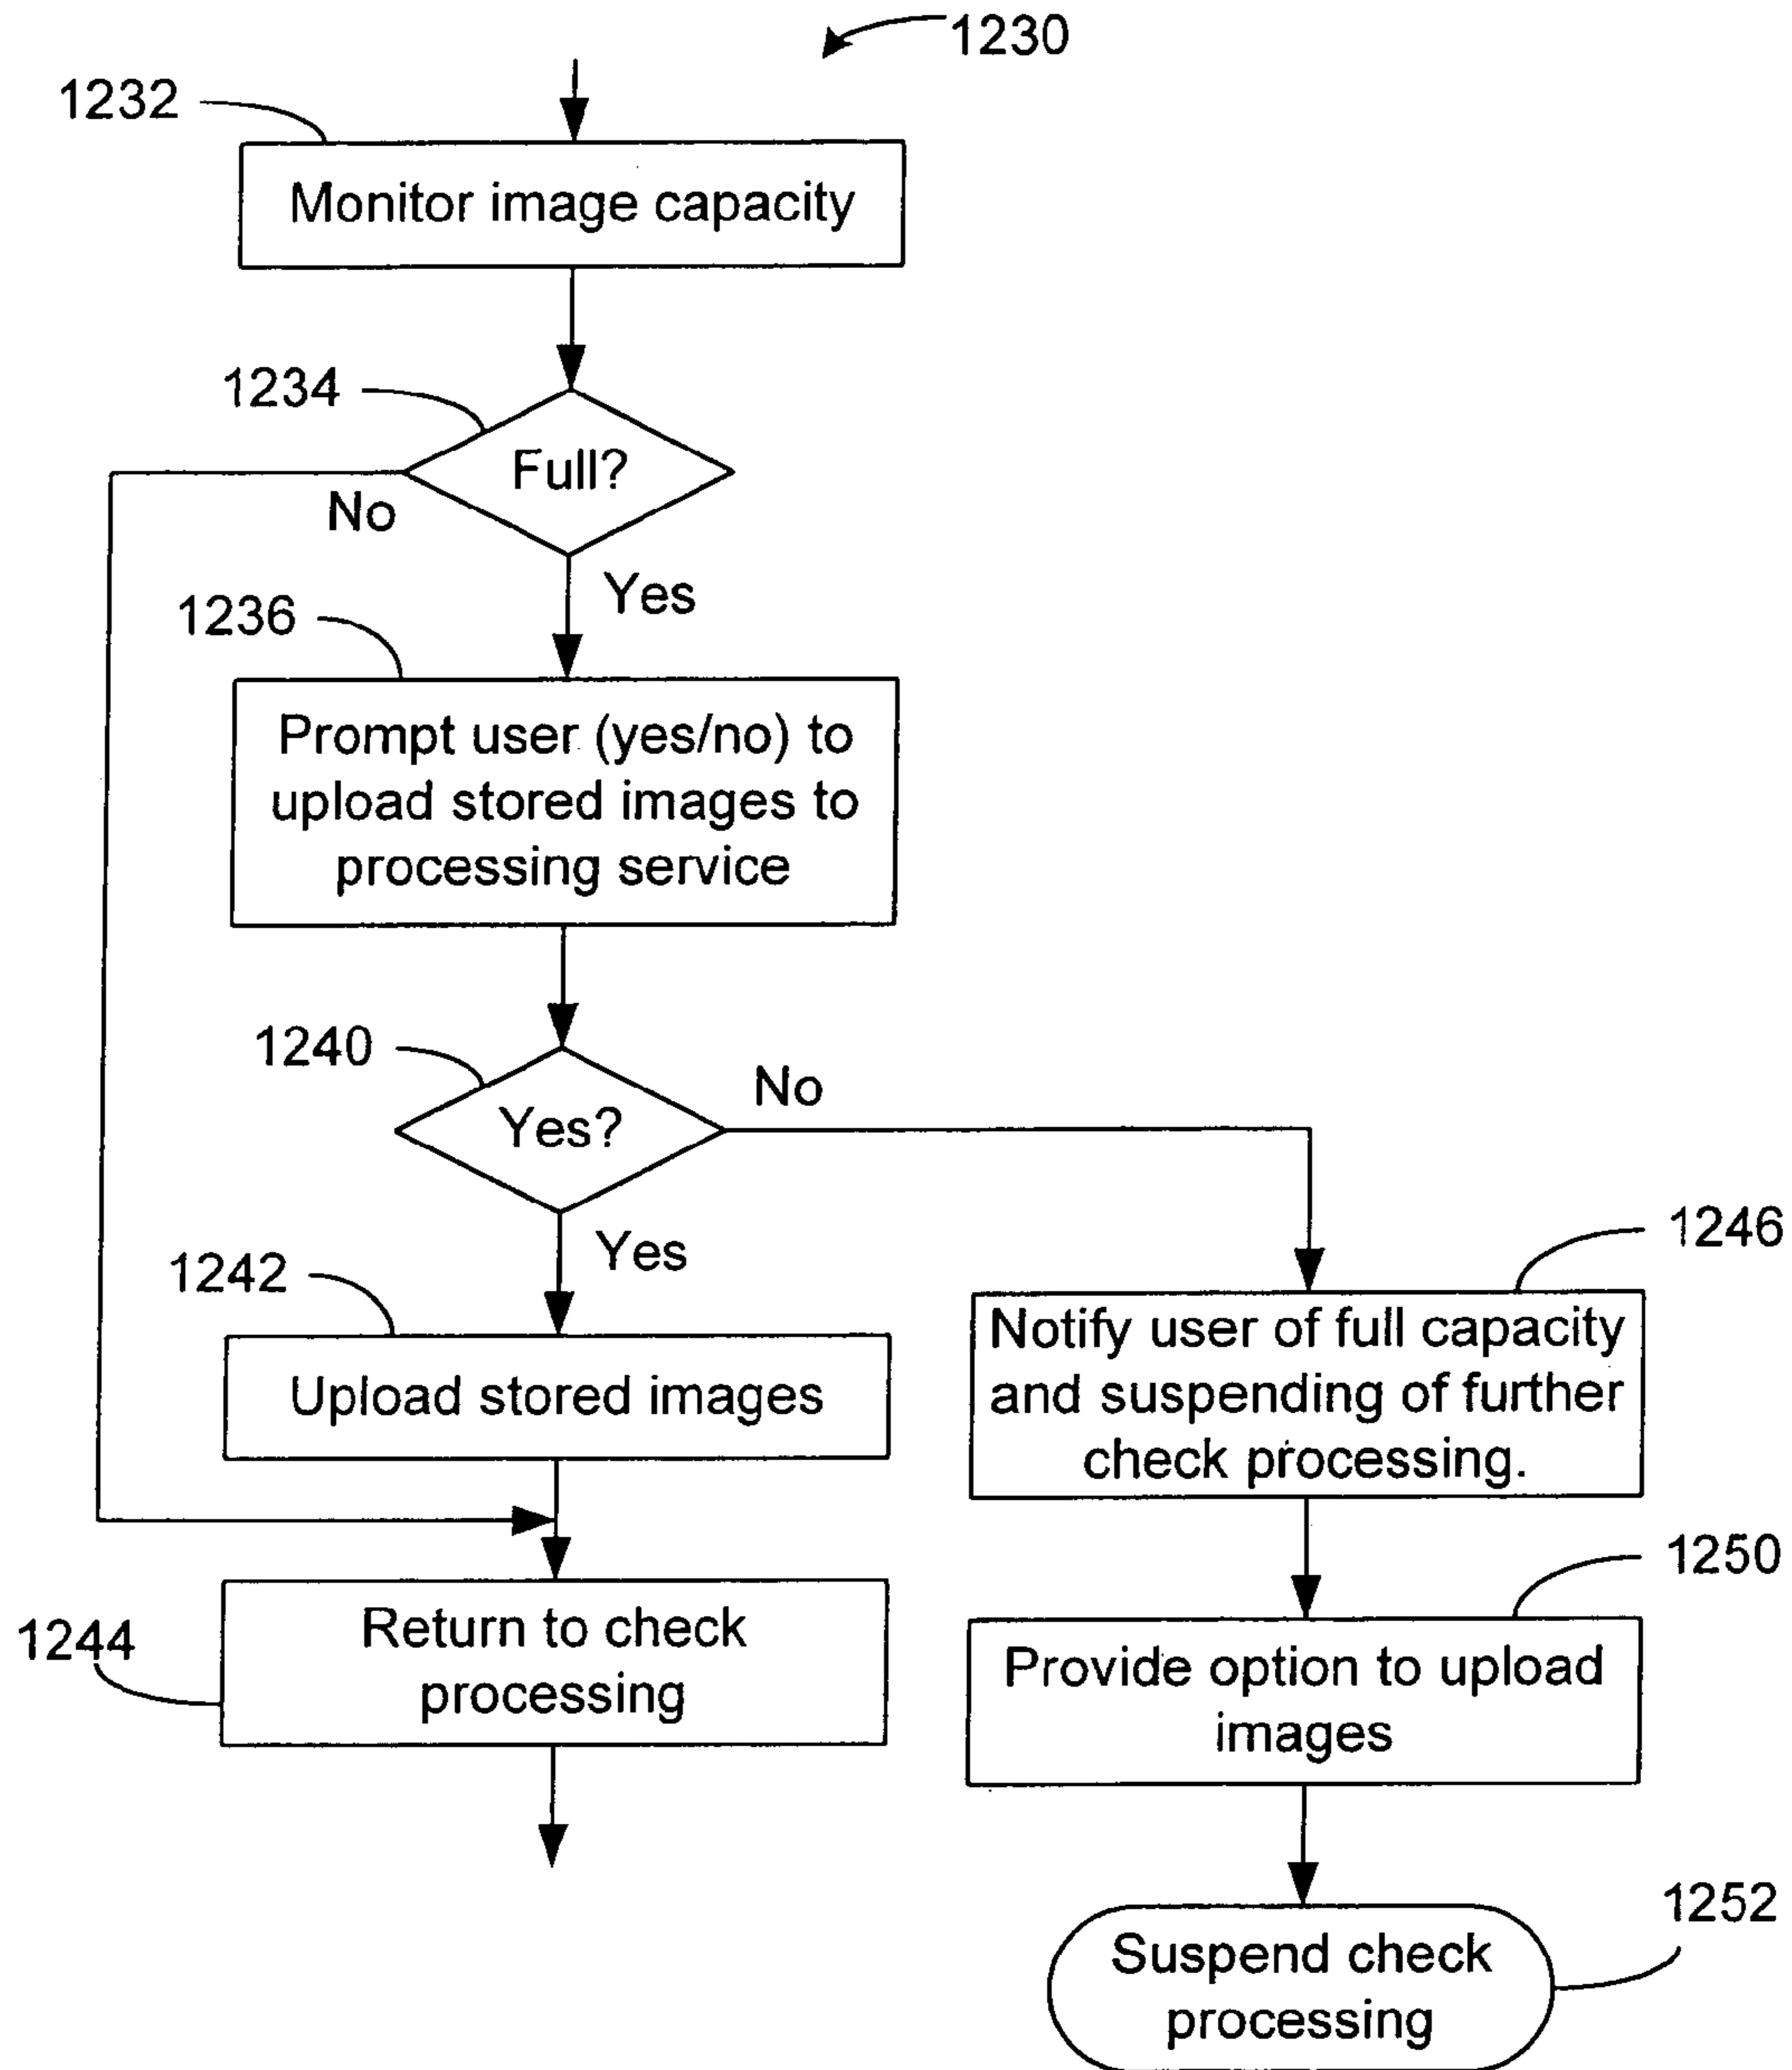 1230
1232
Monitor image capacity
1234
Full?
No
Yes
1236
Prompt user (yes/no) to
upload stored images to
processing service
1240
Yes?
No
Yes
1242
Upload stored images
1246
Notify user of full capacity
and suspending of further
check processing.
1244
Return to check
processing
1250
Provide option to upload
images
1252
Suspend check
processing